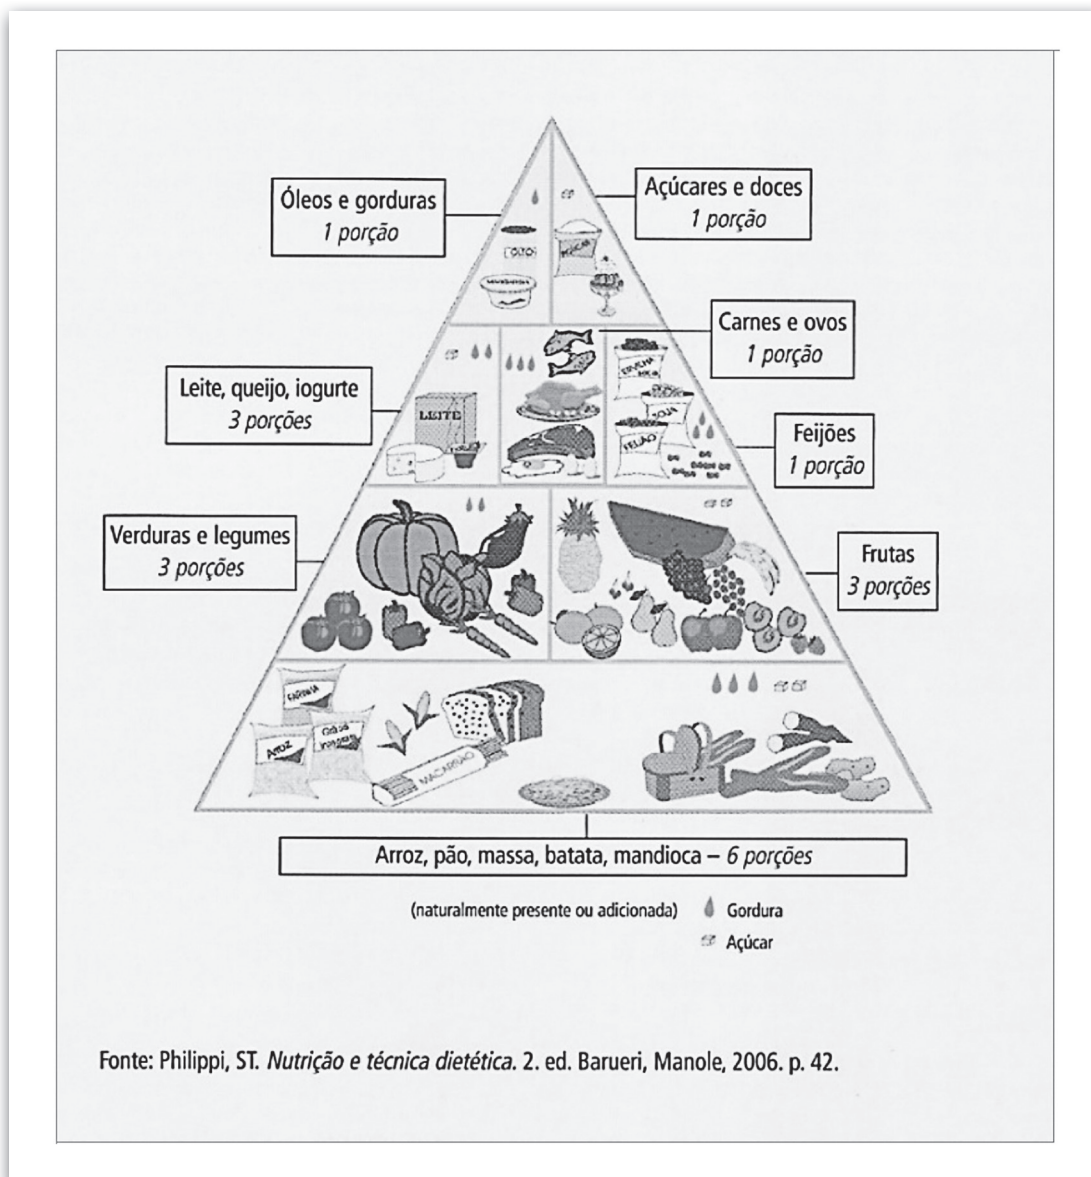 Óleos e gorduras
1 porção
Açúcares e doces
1 porção
Carnes e ovos
1 porção
Leite, queijo, iogurte
3 porções
LEITE
SOJA
FEIJÃO
Feijões
1 porção
Verduras e legumes
3 porções
Frutas
3 porções
FARINHA
ARROZ
MACARRÃO
Arroz, pão, massa, batata, mandioca – 6 porções
(naturalmente presente ou adicionada) Gordura
Açúcar
Fonte: Philippi, ST. Nutrição e técnica dietética. 2. ed. Barueri, Manole, 2006. p. 42.